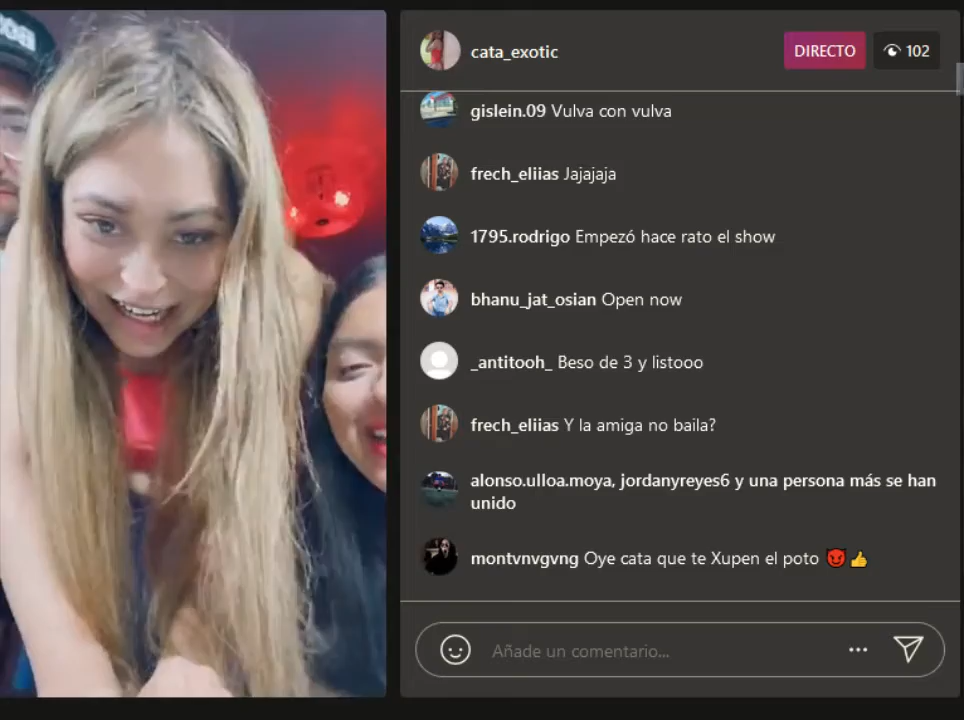 cata_exotic
DIRECTO
102
gislein.09 Vulva con vulva
frech_eliias Jajajaja
1795.rodrigo Empezó hace rato el show
bhanu_jat_osian Open now
_antitooh_ Beso de 3 y listooo
frech_eliias Y la amiga no baila?
alonso.ulloa.moya, jordanyreyes6 y una persona más se han
unido
montvnvgvng Oye cata que te Xupen el poto 😈👍
Añade un comentario...